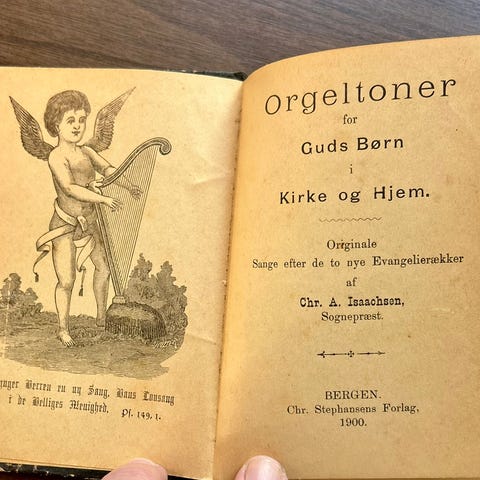 Synger Herren en ny Sang, Hans Lovsang
i de Helliges Menighed. Ps. 149, 1.
Orgeltoner
for
Guds Børn
i
Kirke og Hjem.
Originale
Sange efter de to nye Evangelierækker
af
Chr. A. Isaachsen,
Sognepræst.
BERGEN.
Chr. Stephansens Forlag,
1900.